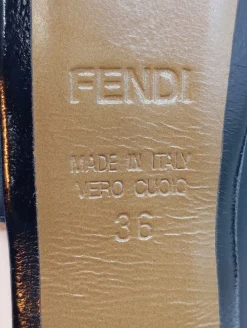 FENDI
MADE IN ITALY
VERO CUOIO
36